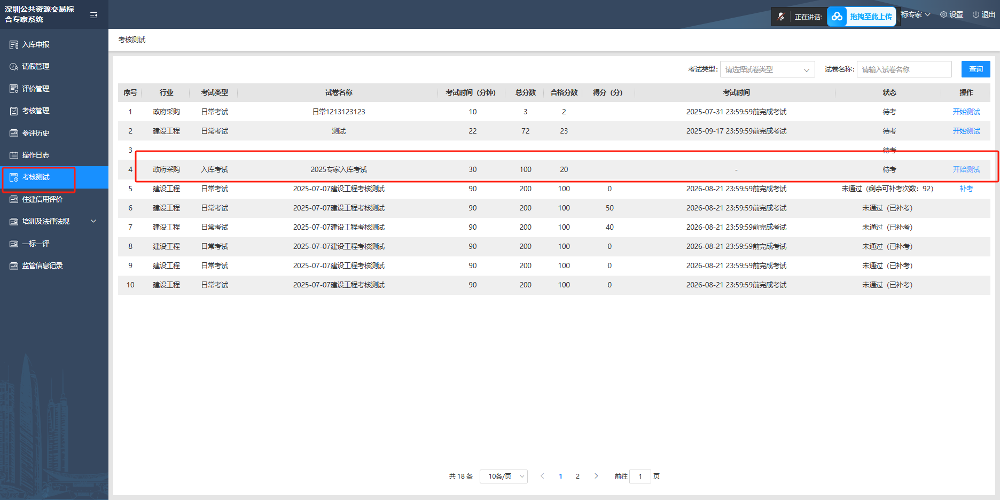 深圳公共资源交易综
合专家系统
正在讲话:
拖拽至此上传
标专家
设置
退出
入库申报
请假管理
评价管理
考核管理
参评历史
操作日志
考核测试
住建信用评价
培训及法律法规
一标一评
监管信息记录
考核测试
考试类型: 请选择试卷类型 试卷名称: 请输入试卷名称 查询
序号 行业 考试类型 试卷名称 考试时间（分钟） 总分数 合格分数 得分（分） 考试时间 状态 操作
1 政府采购 日常考试 日常1213123123 10 3 2 2025-07-31 23:59:59前完成考试 待考 开始测试
2 建设工程 日常考试 测试 22 72 23 2025-09-17 23:59:59前完成考试 待考 开始测试
3 待考
4 政府采购 入库考试 2025专家入库考试 30 100 20 - 待考 开始测试
5 建设工程 日常考试 2025-07-07建设工程考核测试 90 200 100 0 2026-08-21 23:59:59前完成考试 未通过（剩余可补考次数：92） 补考
6 建设工程 日常考试 2025-07-07建设工程考核测试 90 200 100 50 2026-08-21 23:59:59前完成考试 未通过（已补考）
7 建设工程 日常考试 2025-07-07建设工程考核测试 90 200 100 40 2026-08-21 23:59:59前完成考试 未通过（已补考）
8 建设工程 日常考试 2025-07-07建设工程考核测试 90 200 100 0 2026-08-21 23:59:59前完成考试 未通过（已补考）
9 建设工程 日常考试 2025-07-07建设工程考核测试 90 200 100 0 2026-08-21 23:59:59前完成考试 未通过（已补考）
10 建设工程 日常考试 2025-07-07建设工程考核测试 90 200 100 0 2026-08-21 23:59:59前完成考试 未通过（已补考）
共 18 条 10条/页 1 2 前往 1 页